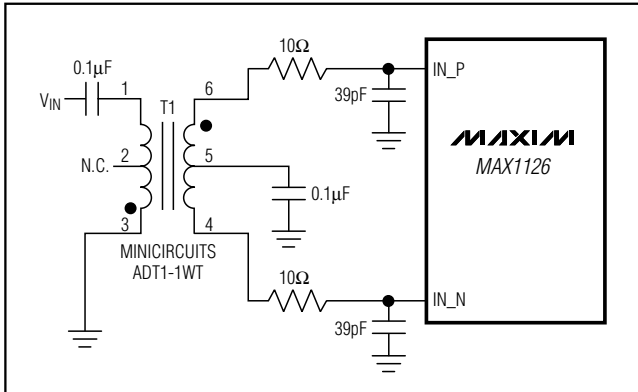 10Ω
0.1µF
1
6
IN_P
T1
39pF
VIN
MAXIM
MAX1126
N.C.
2
5
0.1µF
3
4
MINICIRCUITS
ADT1-1WT
10Ω
IN_N
39pF